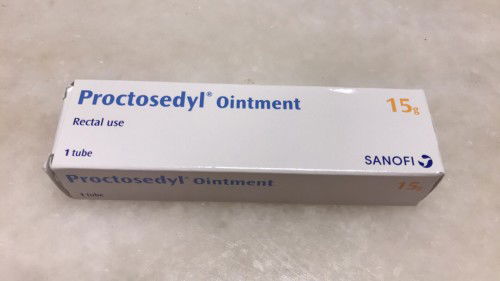 Proctosedyl® Ointment
15g
Rectal use
1 tube
SANOFI
Proctosedyl® Ointment
15g
1 tube